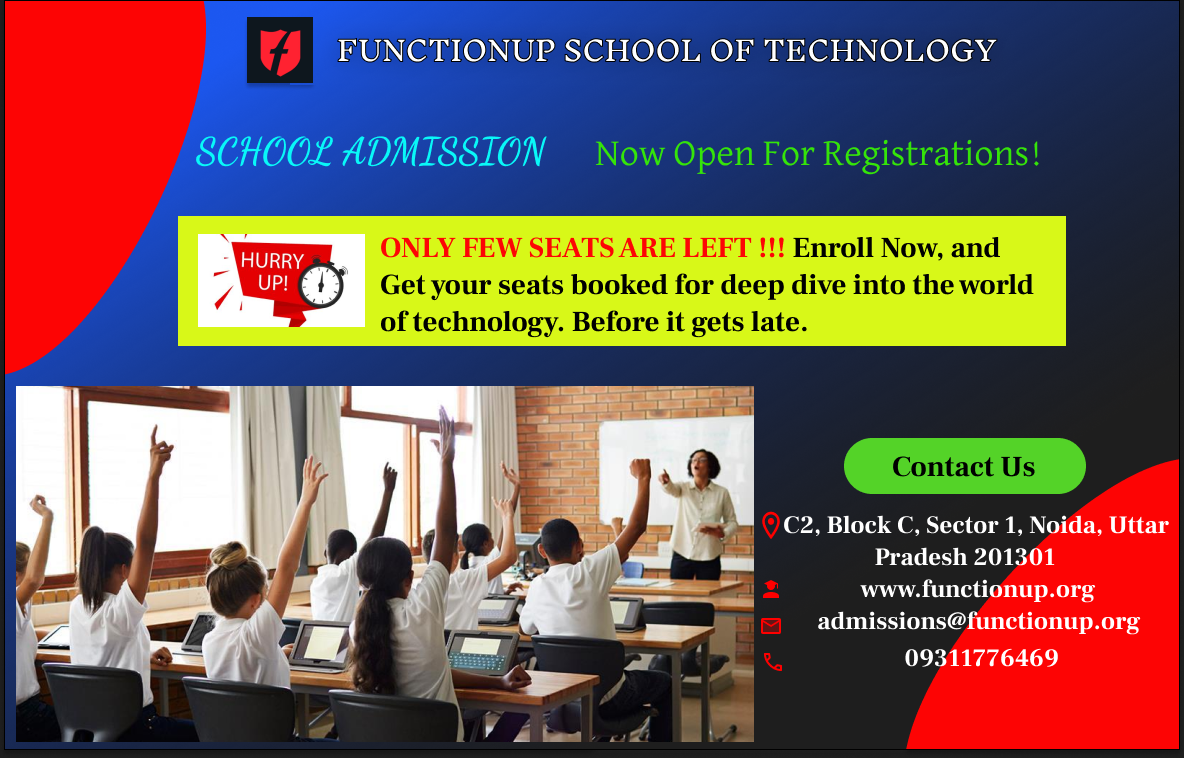 FUNCTIONUP SCHOOL OF TECHNOLOGY
SCHOOL ADMISSION
Now Open For Registrations!
HURRY
UP!
ONLY FEW SEATS ARE LEFT !!! Enroll Now, and
Get your seats booked for deep dive into the world
of technology. Before it gets late.
Contact Us
C2, Block C, Sector 1, Noida, Uttar
Pradesh 201301
www.functionup.org
admissions@functionup.org
09311776469